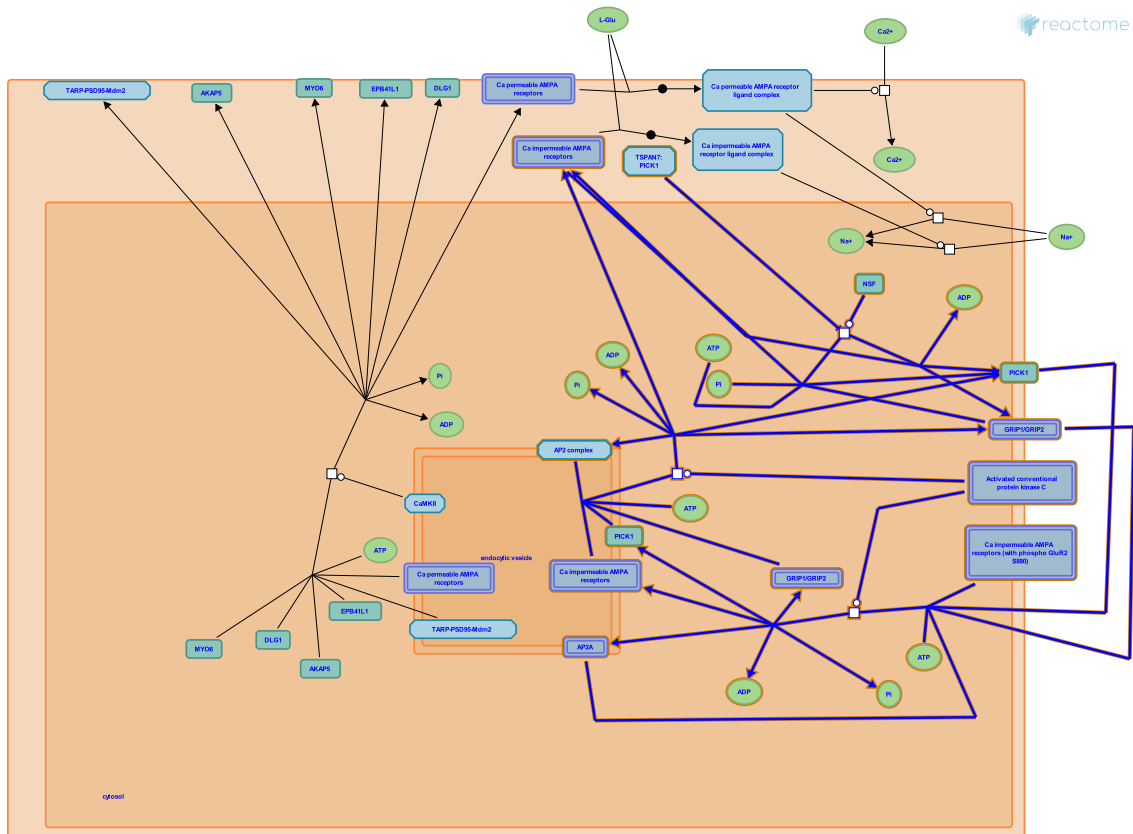 reactome
L-Glu
Ca2+
TARP-PSD95-Mdm2
AKAP5
MYO6
EPB41L1
DLG1
Ca permeable AMPA
receptors
Ca permeable AMPA receptor
ligand complex
Ca impermeable AMPA
receptors
TSPAN7:
PICK1
Ca impermeable AMPA
receptor ligand complex
Ca2+
Na+
Na+
NSF
ADP
ATP
Pi
ADP
Pi
PICK1
Pi
ADP
GRIP1/GRIP2
AP2 complex
Activated conventional
protein kinase C
CaMKII
ATP
PICK1
Ca impermeable AMPA
receptors (with phospho GluR2
S880)
ATP
endocytic vesicle
Ca permeable AMPA
receptors
Ca impermeable AMPA
receptors
GRIP1/GRIP2
EPB41L1
TARP-PSD95-Mdm2
DLG1
MYO6
AKAP5
AP2A
ATP
ADP
Pi
cytosol